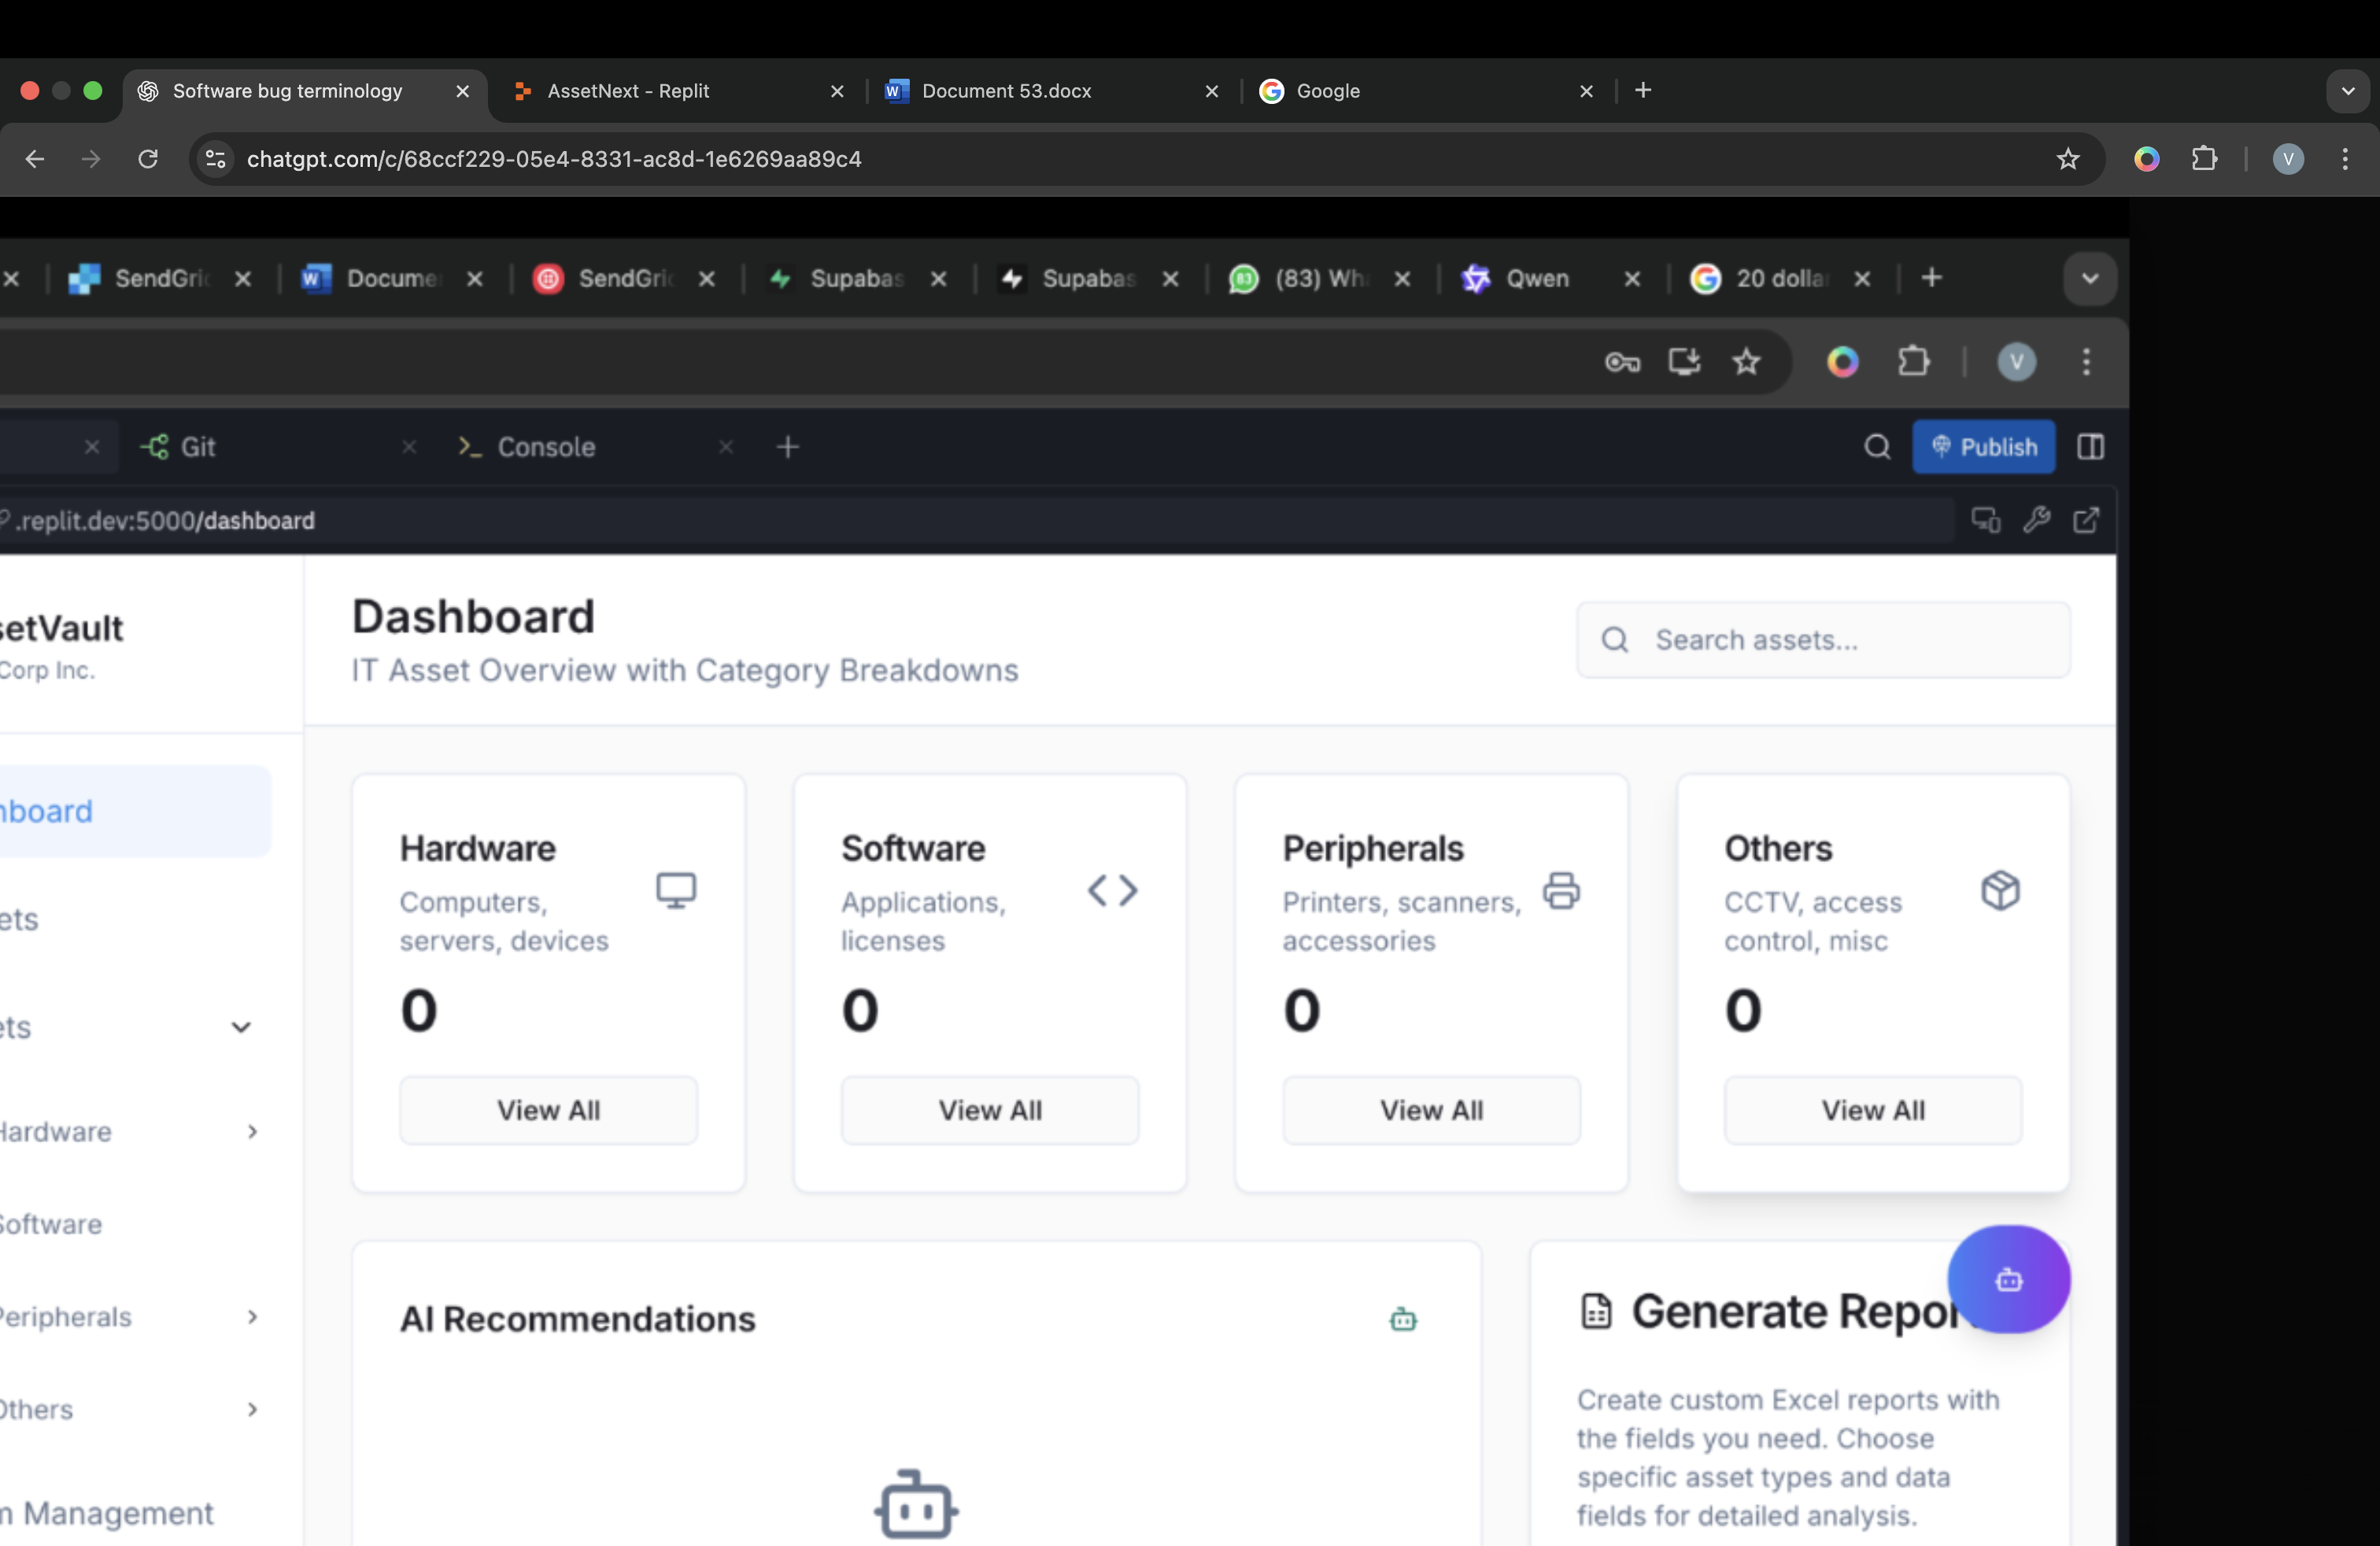 Software bug terminology
AssetNext - Replit
Document 53.docx
Google
chatgpt.com/c/68ccf229-05e4-8331-ac8d-1e6269aa89c4
V
SendGri
Docume
SendGri
Supabas
Supabas
83
(83) Wha
Qwen
20 dolla
V
Git
Console
Publish
.replit.dev:5000/dashboard
setVault
Corp Inc.
Dashboard
IT Asset Overview with Category Breakdowns
Search assets...
hboard
ets
ets
Hardware
Software
Peripherals
Others
n Management
Hardware
Computers,
servers, devices
0
View All
Software
Applications,
licenses
0
View All
Peripherals
Printers, scanners,
accessories
0
View All
Others
CCTV, access
control, misc
0
View All
AI Recommendations
Generate Repor
Create custom Excel reports with
the fields you need. Choose
specific asset types and data
fields for detailed analysis.